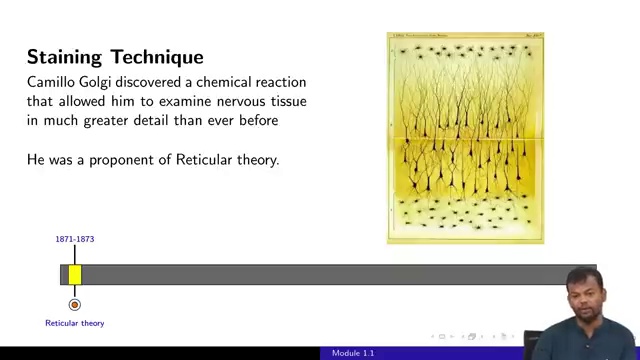 Staining Technique
Camillo Golgi discovered a chemical reaction
that allowed him to examine nervous tissue
in much greater detail than ever before
He was a proponent of Reticular theory.
1871-1873
Reticular theory
Module 1.1